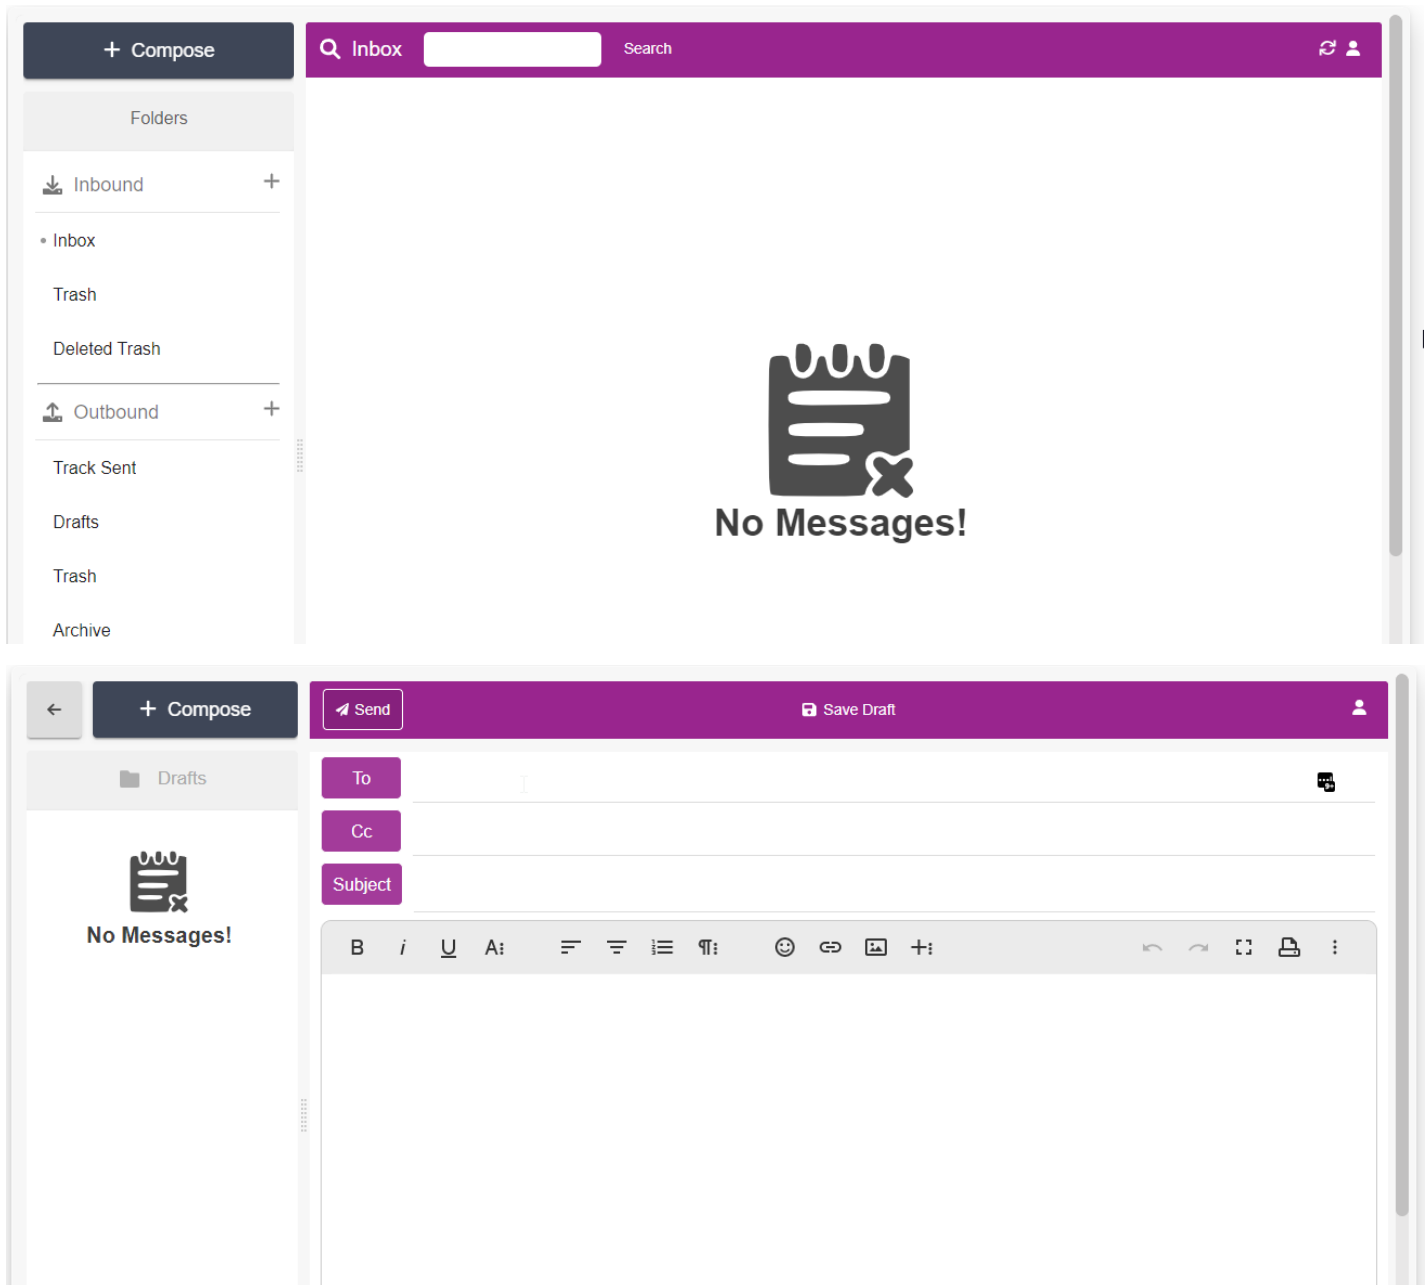 + Compose
Inbox
Search
Folders
Inbound +
Inbox
Trash
Deleted Trash
Outbound +
Track Sent
Drafts
Trash
Archive
No Messages!
+ Compose
Send
Save Draft
Drafts
No Messages!
To
9+
Cc
Subject
B i U A